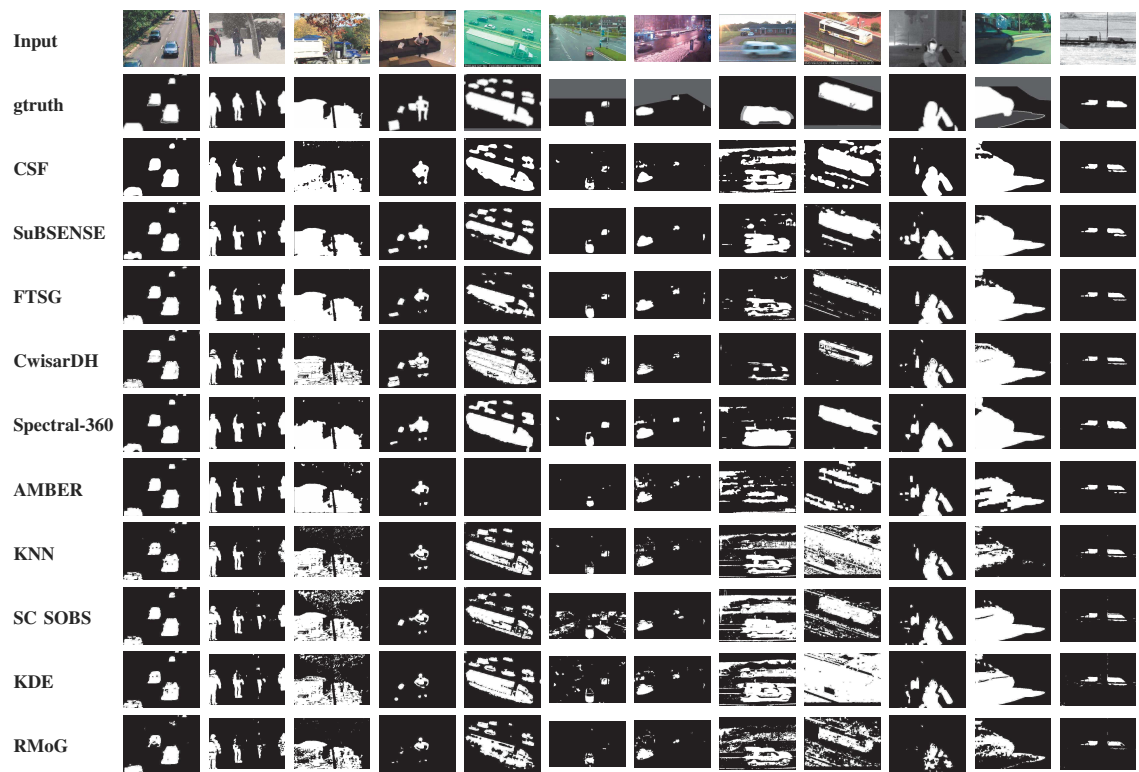 Input
gtruth
CSF
SuBSENSE
FTSG
CwisarDH
Spectral-360
AMBER
KNN
SC SOBS
KDE
RMoG